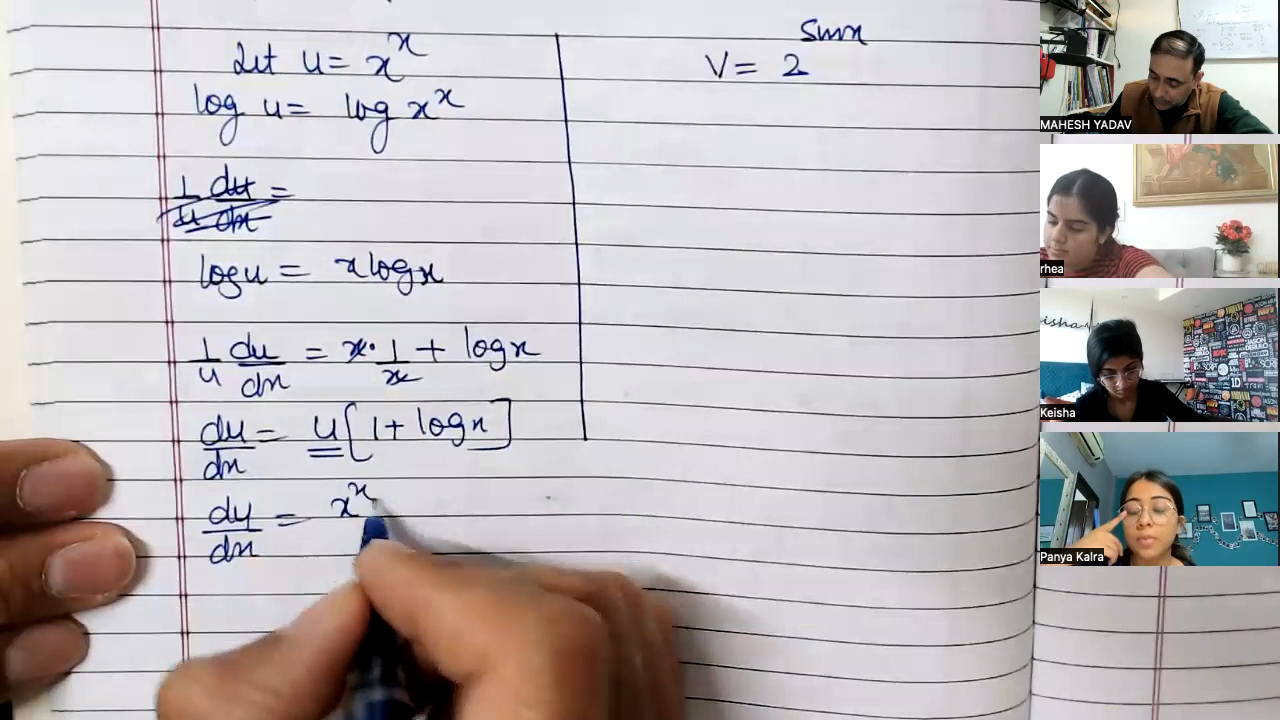 Let u = x^x
log u = log x^x
1/u du/dx =
log u = x log x
1/u du/dx = x · 1/x + log x
du/dx = u [1 + log x]
dy/dx = x^x
V = 2^sinx
MAHESH YADAV
rhea
Keisha
Panya Kalra